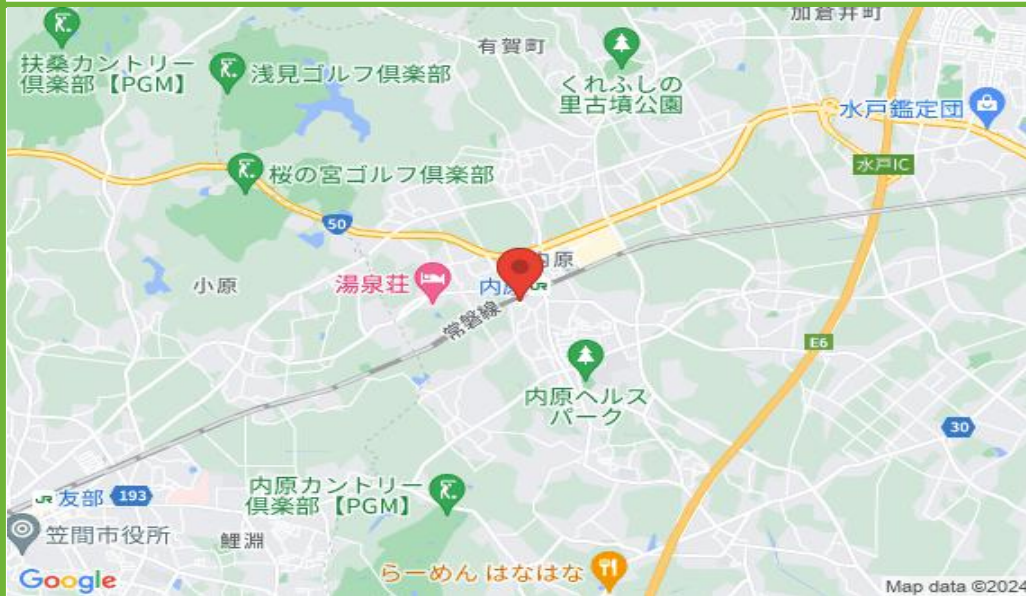 加倉井町
有賀町
扶桑カントリー
倶楽部【PGM】
浅見ゴルフ倶楽部
くれふしの
里古墳公園
水戸鑑定団
水戸IC
桜の宮ゴルフ倶楽部
50
内原
小原
湯泉荘
JR
常磐線
E6
内原ヘルス
パーク
30
内原カントリー
倶楽部【PGM】
JR 友部 193
笠間市役所
鯉淵
らーめん はなはな
Google
Map data ©2024